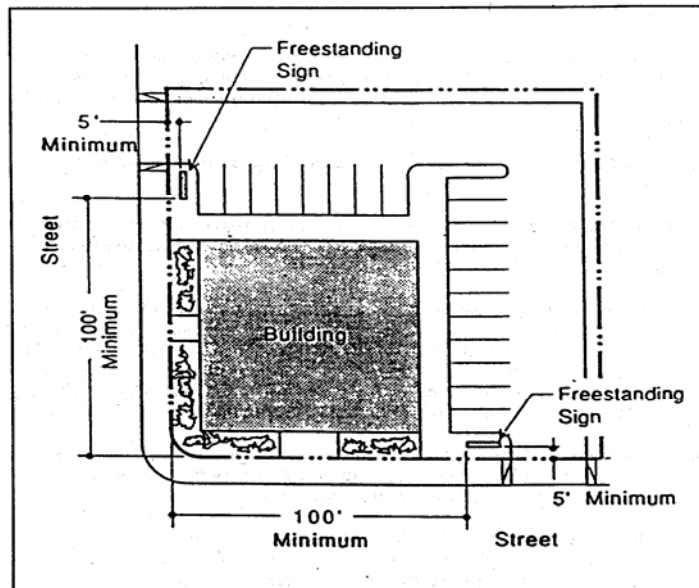 Freestanding
Sign
5'
Minimum
Street
100'
Minimum
Building
Freestanding
Sign
5' Minimum
100'
Minimum
Street